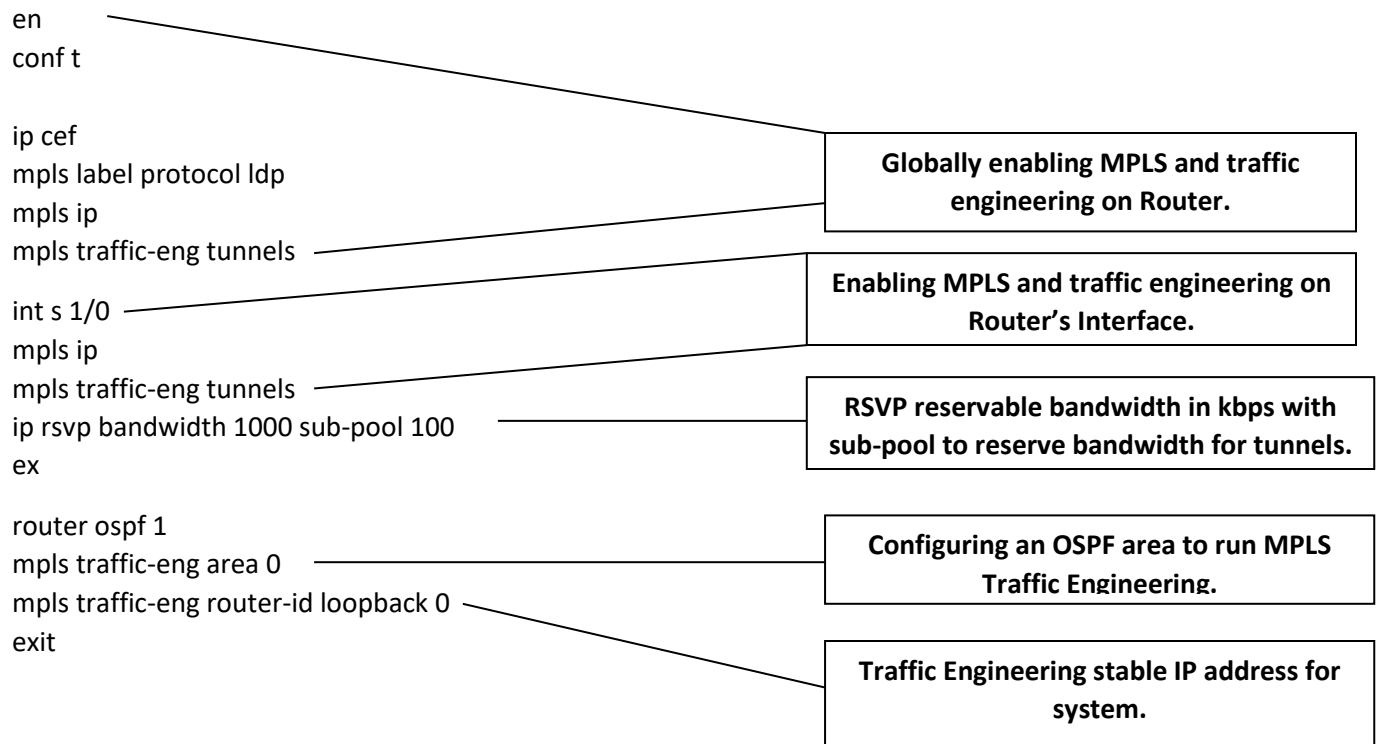 en
conf t
ip cef
mpls label protocol ldp
mpls ip
mpls traffic-eng tunnels
int s 1/0
mpls ip
mpls traffic-eng tunnels
ip rsvp bandwidth 1000 sub-pool 100
ex
router ospf 1
mpls traffic-eng area 0
mpls traffic-eng router-id loopback 0
exit
Globally enabling MPLS and traffic
engineering on Router.
Enabling MPLS and traffic engineering on
Router’s Interface.
RSVP reservable bandwidth in kbps with
sub-pool to reserve bandwidth for tunnels.
Configuring an OSPF area to run MPLS
Traffic Engineering.
Traffic Engineering stable IP address for
system.